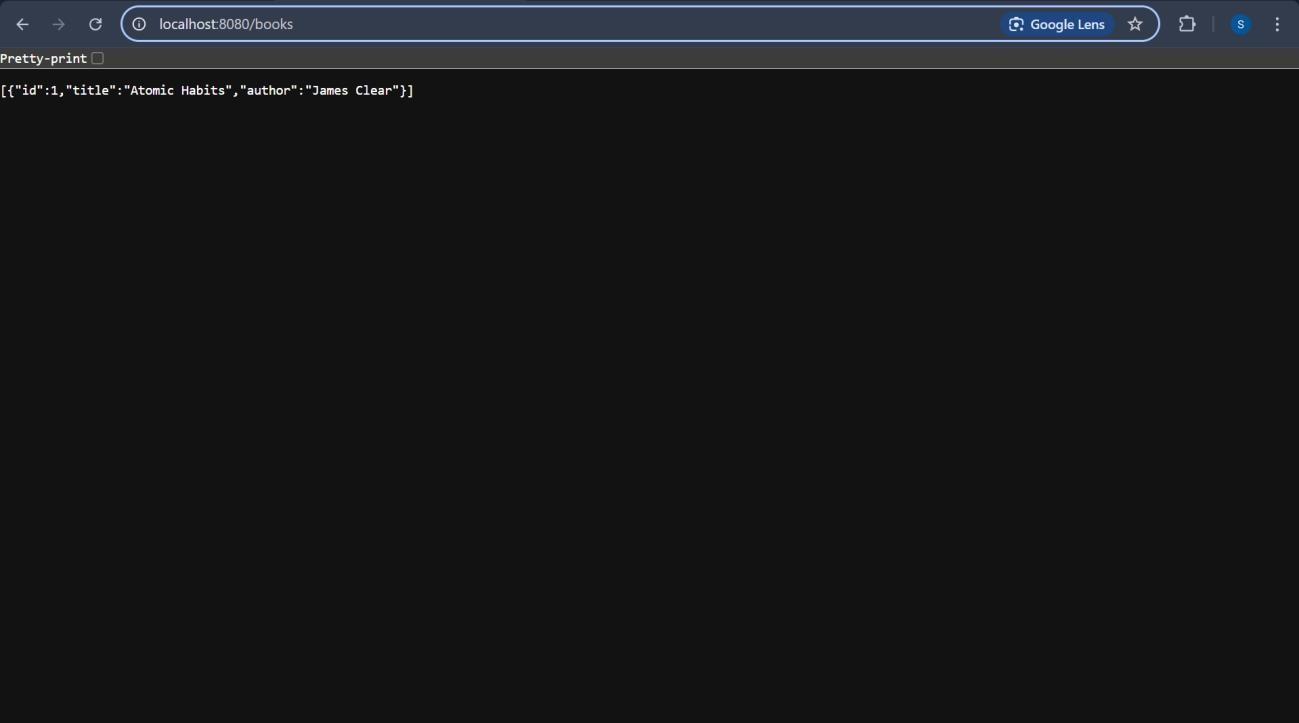 localhost:8080/books
Google Lens
S
Pretty-print
[{"id":1,"title":"Atomic Habits","author":"James Clear"}]